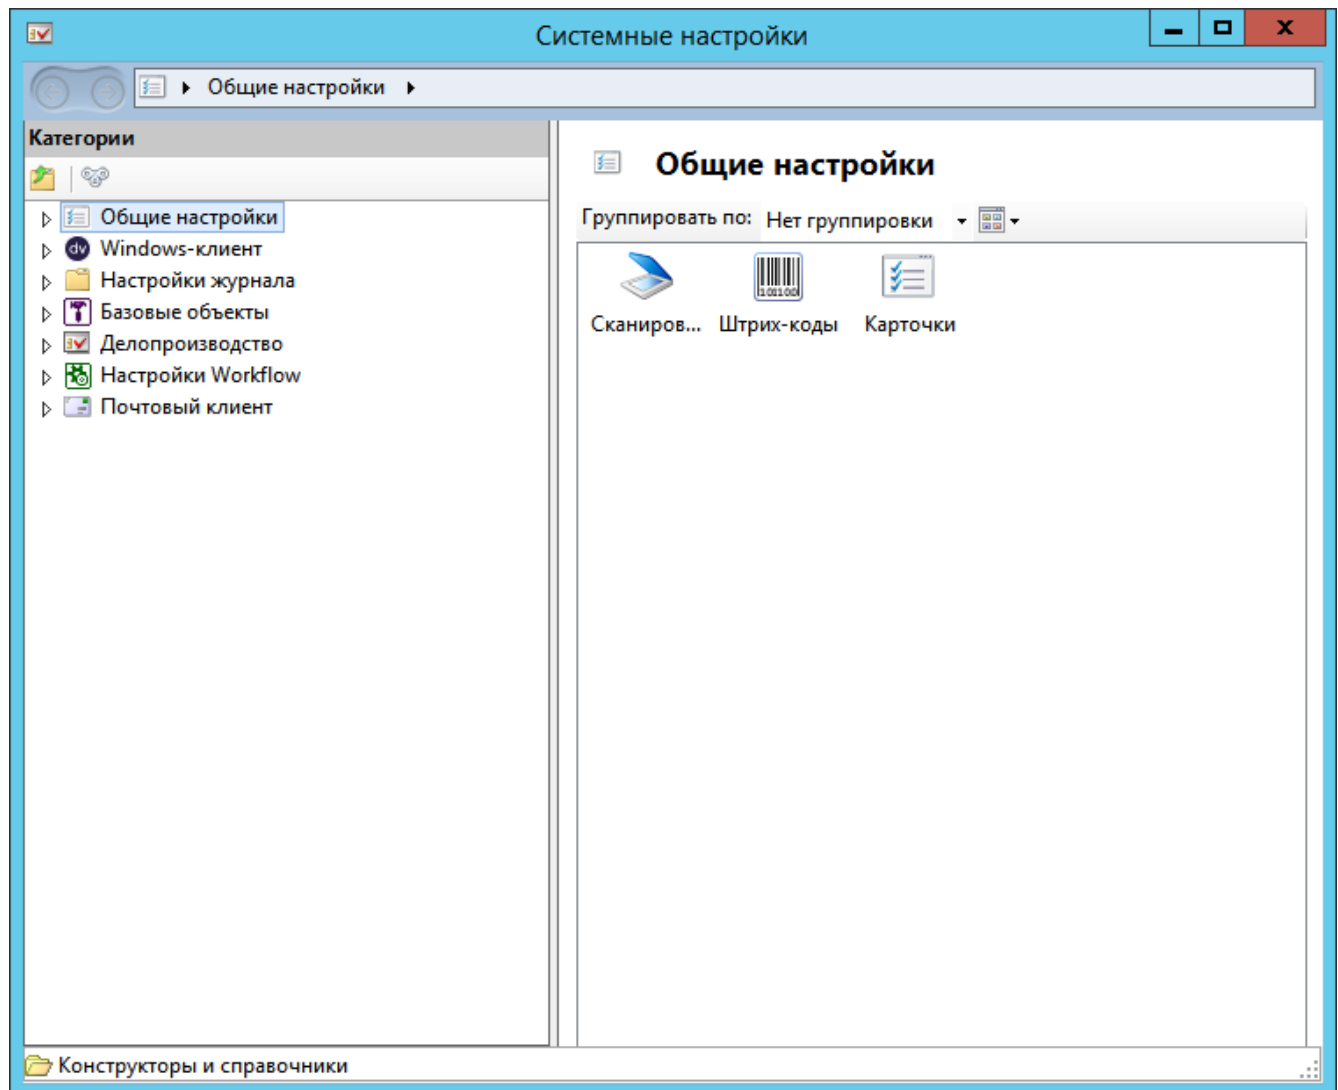 Системные настройки
Общие настройки
Категории
Общие настройки
Windows-клиент
Настройки журнала
Базовые объекты
Делопроизводство
Настройки Workflow
Почтовый клиент
Общие настройки
Группировать по: Нет группировки
Сканиров... Штрих-коды Карточки
Конструкторы и справочники